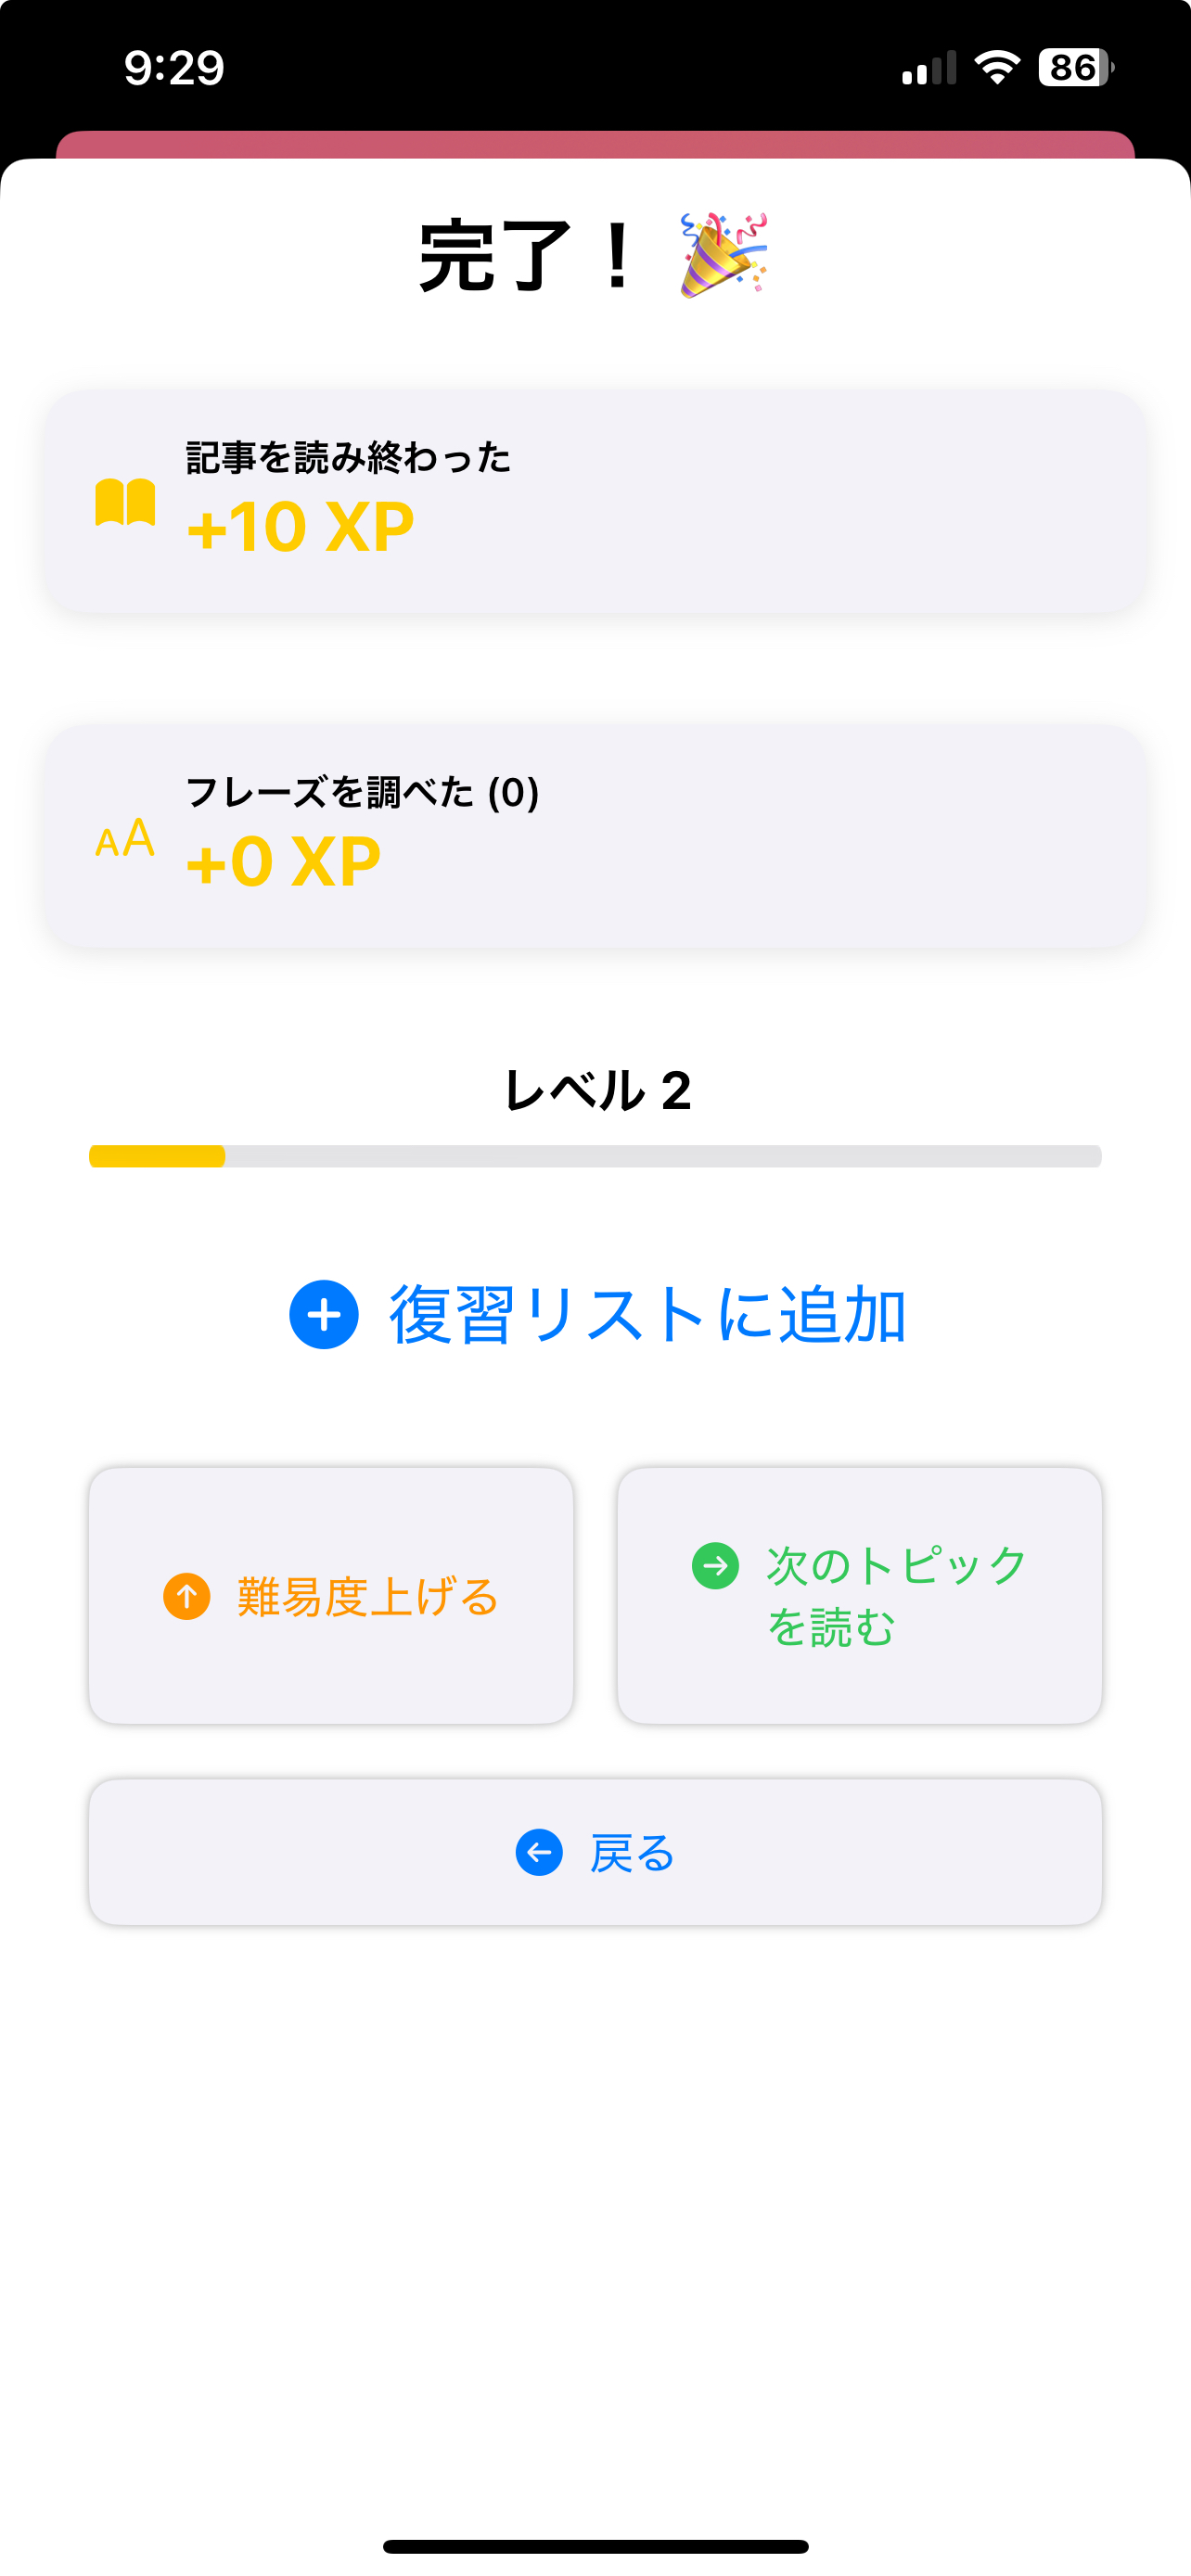 9:29
86
完了！ 🎉
記事を読み終わった
+10 XP
フレーズを調べた (0)
+0 XP
レベル 2
復習リストに追加
難易度上げる
次のトピック
を読む
戻る